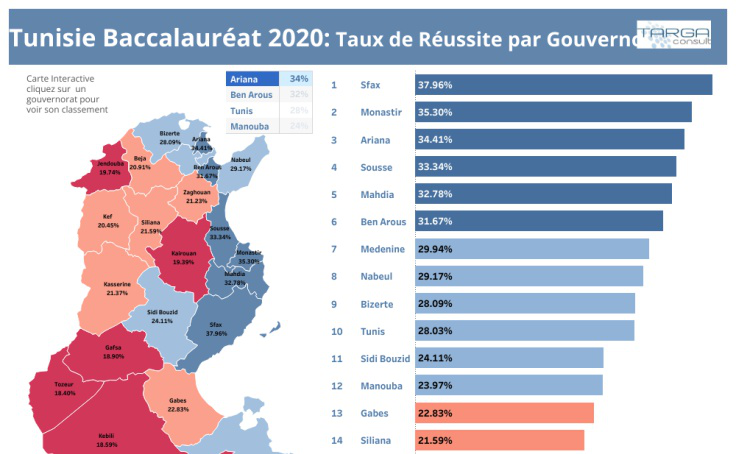 Tunisie Baccalauréat 2020: Taux de Réussite par Gouverno
TARGA
consult
Carte Interactive
cliquez sur un
gouvernorat pour
voir son classement
Ariana 34%
Ben Arous 32%
Tunis 28%
Manouba 24%
Bizerte
28.09%
Ariana
34.41%
Jendouba
19.74%
Beja
20.91%
Ben Arous
31.67%
Nabeul
29.17%
Zaghouan
21.23%
Kef
20.45%
Siliana
21.59%
Sousse
33.34%
Kairouan
19.39%
Monastir
35.30%
Mahdia
32.78%
Kasserine
21.37%
Sidi Bouzid
24.11%
Sfax
37.96%
Gafsa
18.90%
Tozeur
18.40%
Gabes
22.83%
Kebili
18.59%
1 Sfax 37.96%
2 Monastir 35.30%
3 Ariana 34.41%
4 Sousse 33.34%
5 Mahdia 32.78%
6 Ben Arous 31.67%
7 Medenine 29.94%
8 Nabeul 29.17%
9 Bizerte 28.09%
10 Tunis 28.03%
11 Sidi Bouzid 24.11%
12 Manouba 23.97%
13 Gabes 22.83%
14 Siliana 21.59%